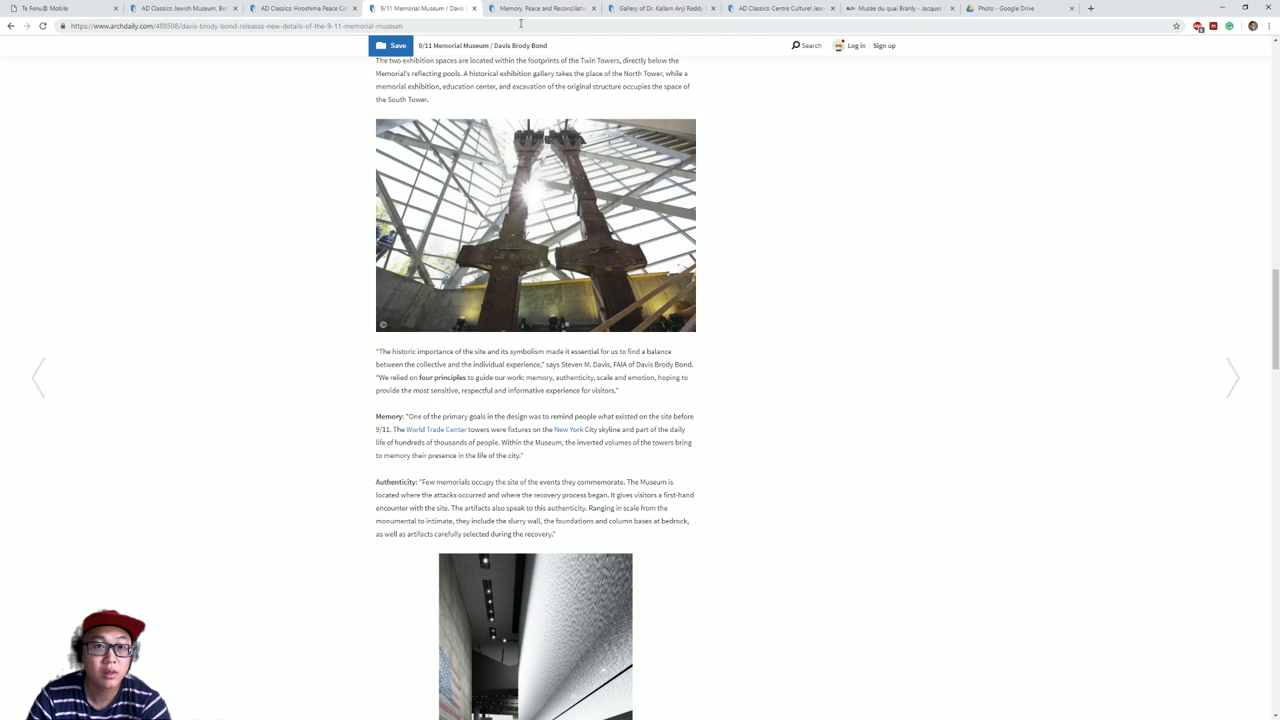 Te Fenu@ Mobile
AD Classics: Jewish Museum, Ber
AD Classics: Hiroshima Peace Ce
9/11 Memorial Museum / Davis
Memory, Peace and Reconciliatio
Gallery of Dr. Kallam Anji Reddy
AD Classics: Centre Culturel Jean
Musée du quai Branly - Jacques
Photo - Google Drive
https://www.archdaily.com/488508/davis-brody-bond-releases-new-details-of-the-9-11-memorial-museum
Save
9/11 Memorial Museum / Davis Brody Bond
Search
Log in | Sign up
The two exhibition spaces are located within the footprints of the Twin Towers, directly below the
Memorial's reflecting pools. A historical exhibition gallery takes the place of the North Tower, while a
memorial exhibition, education center, and excavation of the original structure occupies the space of
the South Tower.
©
"The historic importance of the site and its symbolism made it essential for us to find a balance
between the collective and the individual experience," says Steven M. Davis, FAIA of Davis Brody Bond.
"We relied on four principles to guide our work: memory, authenticity, scale and emotion, hoping to
provide the most sensitive, respectful and informative experience for visitors."
Memory: "One of the primary goals in the design was to remind people what existed on the site before
9/11. The World Trade Center towers were fixtures on the New York City skyline and part of the daily
life of hundreds of thousands of people. Within the Museum, the inverted volumes of the towers bring
to memory their presence in the life of the city."
Authenticity: "Few memorials occupy the site of the events they commemorate. The Museum is
located where the attacks occurred and where the recovery process began. It gives visitors a first-hand
encounter with the site. The artifacts also speak to this authenticity. Ranging in scale from the
monumental to intimate, they include the slurry wall, the foundations and column bases at bedrock,
as well as artifacts carefully selected during the recovery."